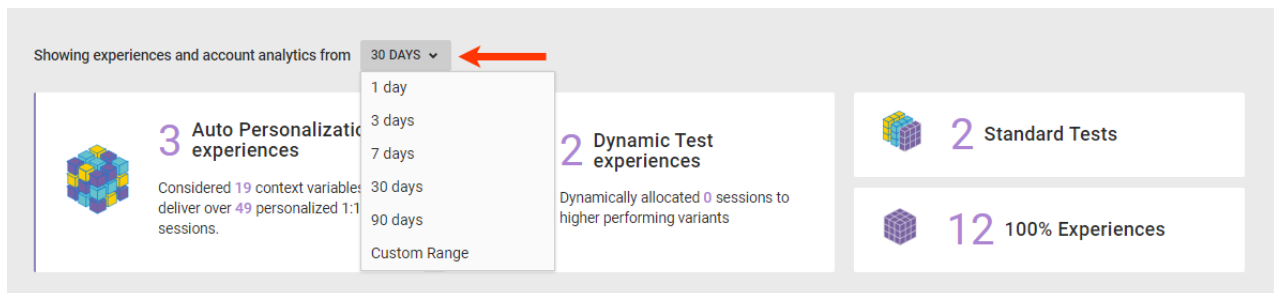 Showing experiences and account analytics from 30 DAYS
1 day
3 days
7 days
30 days
90 days
Custom Range
3 Auto
experiences
Considered 19 context
deliver over 49 personalized 1:1
sessions.
2 Dynamic Test
experiences
Dynamically allocated 0 sessions to
higher performing variants
2 Standard Tests
12 100% Experiences